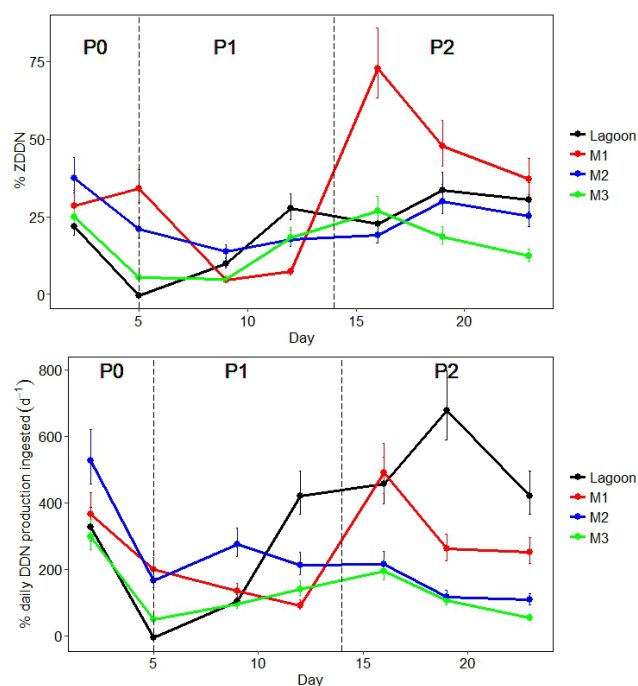 P0 P1 P2
75
50
25
0
% ZDDN
5 10 15 20
Day
Lagoon
M1
M2
M3
P0 P1 P2
800
600
400
200
0
% daily DDN production ingested (d⁻¹)
5 10 15 20
Day
Lagoon
M1
M2
M3